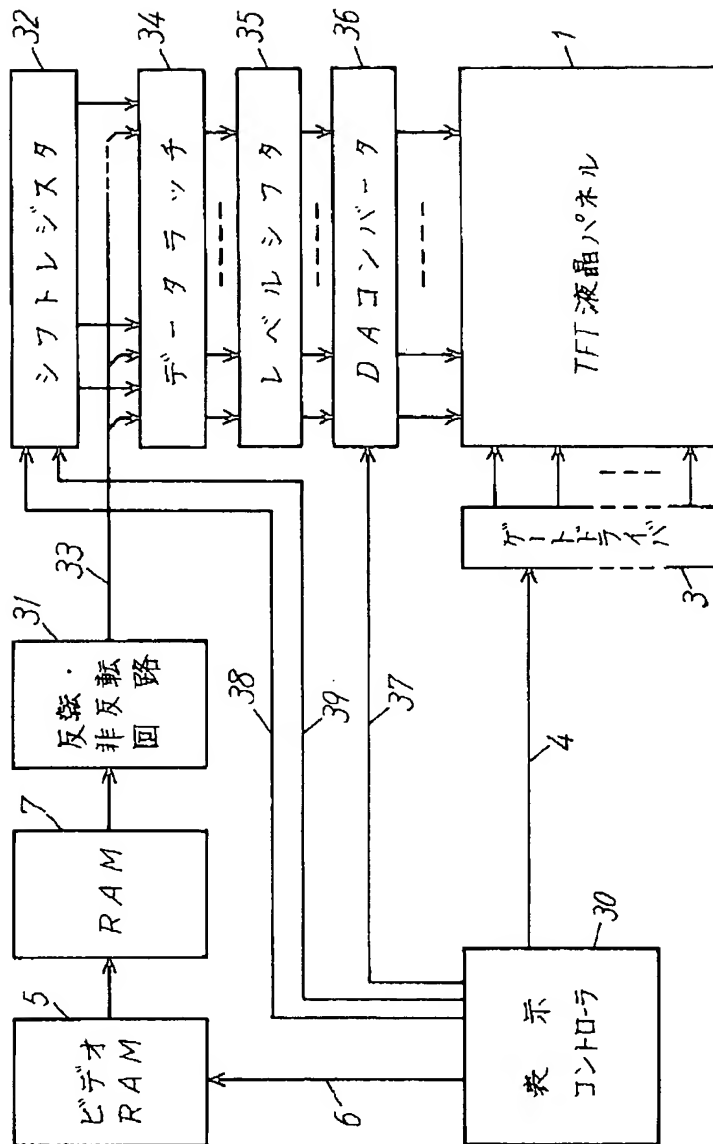 32
シフトレジスタ
34
データラッチ
35
レベルシフタ
36
DAコンバータ
1
TFT液晶パネル
33
31
反転・
非反転
回路
38
39
37
ゲートドライバ
3
7
RAM
4
5
ビデオ
RAM
6
30
表示
コントローラ